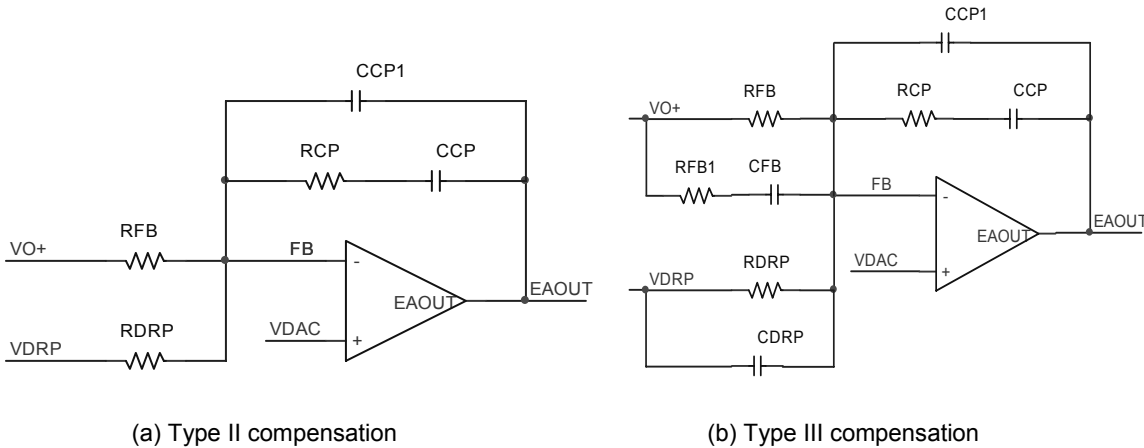 CCP1
RCP CCP
RFB
VO+
FB
-
EAOUT
EAOUT
RDRP
VDAC
+
VDRP
(a) Type II compensation
CCP1
RFB
RCP CCP
VO+
RFB1 CFB
FB
-
EAOUT
EAOUT
RDRP
VDAC
+
VDRP
CDRP
(b) Type III compensation